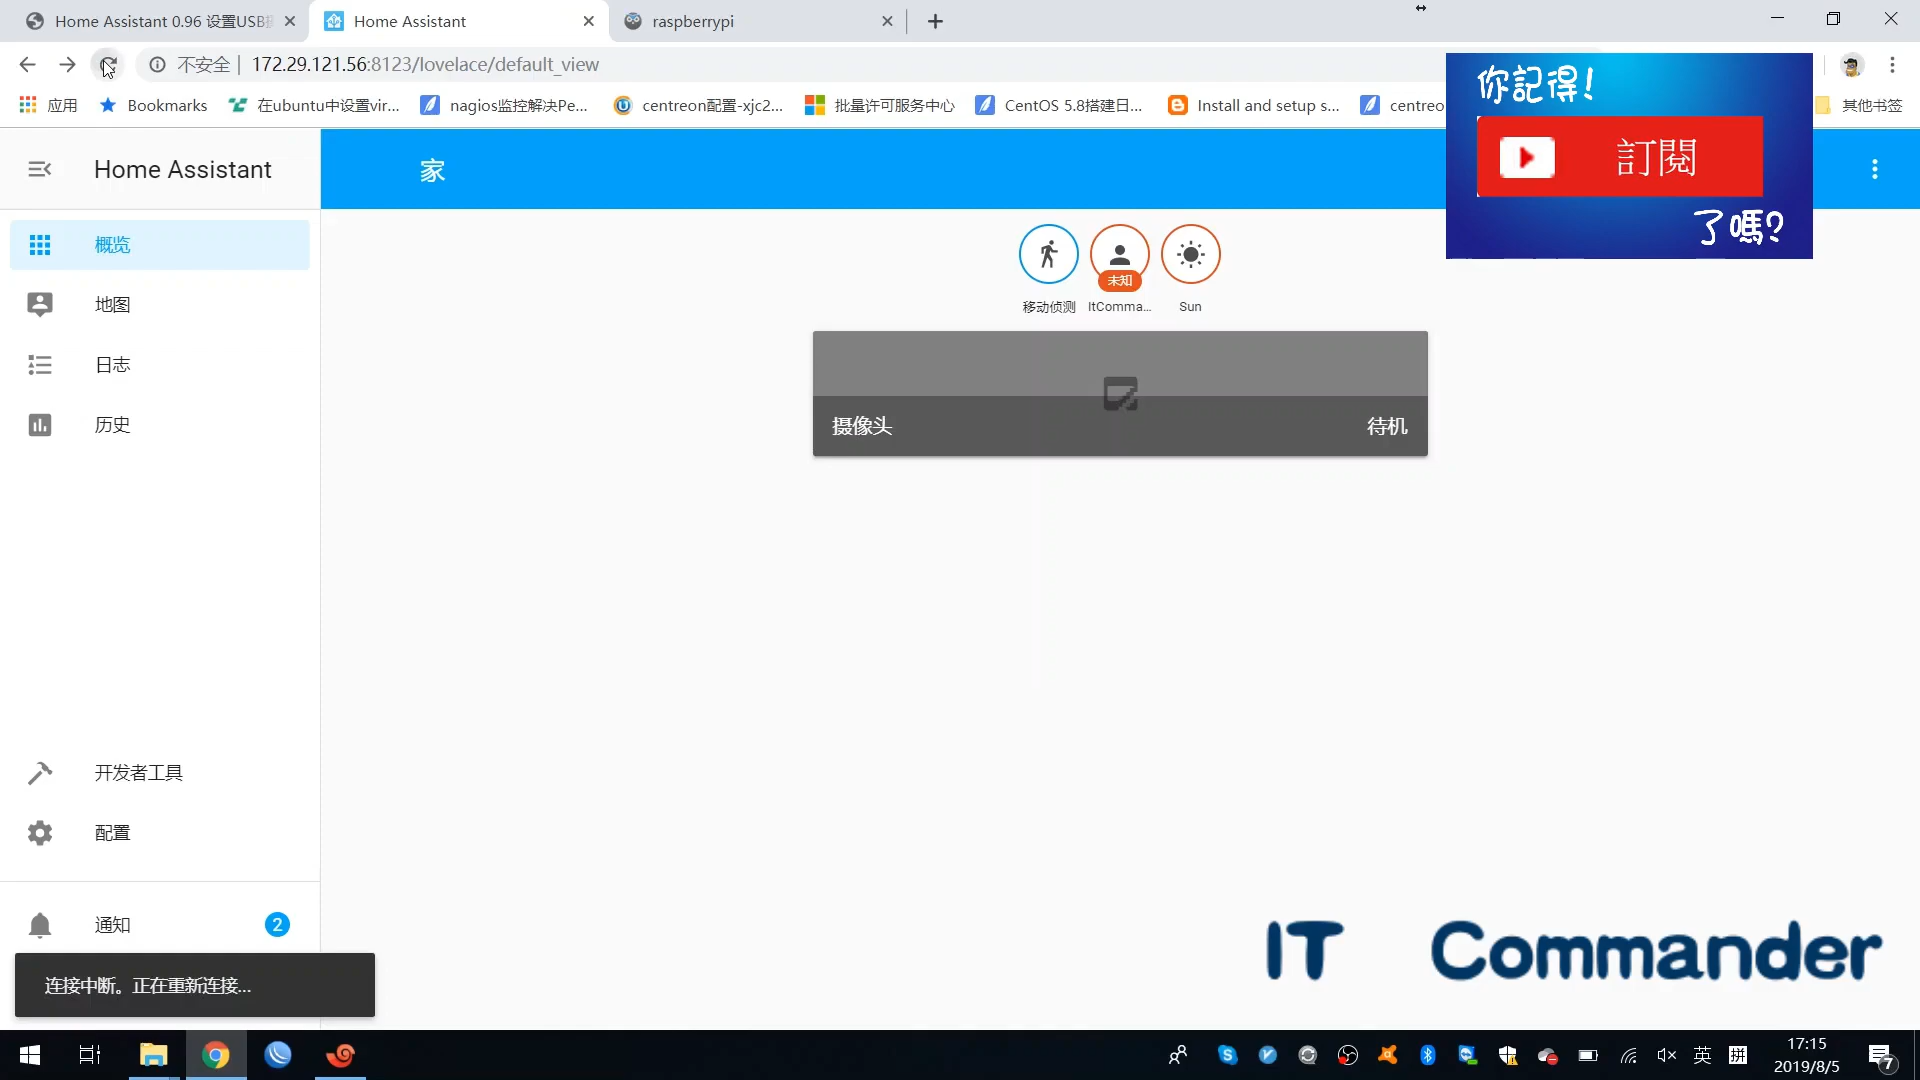 Home Assistant 0.96 设置USB
Home Assistant
raspberrypi
不安全 | 172.29.121.56:8123/lovelace/default_view
应用
Bookmarks
在ubuntu中设置vir...
nagios监控解决Pe...
centreon配置-xjc2...
批量许可服务中心
CentOS 5.8搭建日...
Install and setup s...
centreo
其他书签
你記得!
訂閱
了嗎?
Home Assistant
家
概览
地图
日志
历史
未知
移动侦测
ItComma...
Sun
摄像头
待机
开发者工具
配置
通知
2
连接中断。正在重新连接...
IT Commander
英
拼
17:15
2019/8/5
7